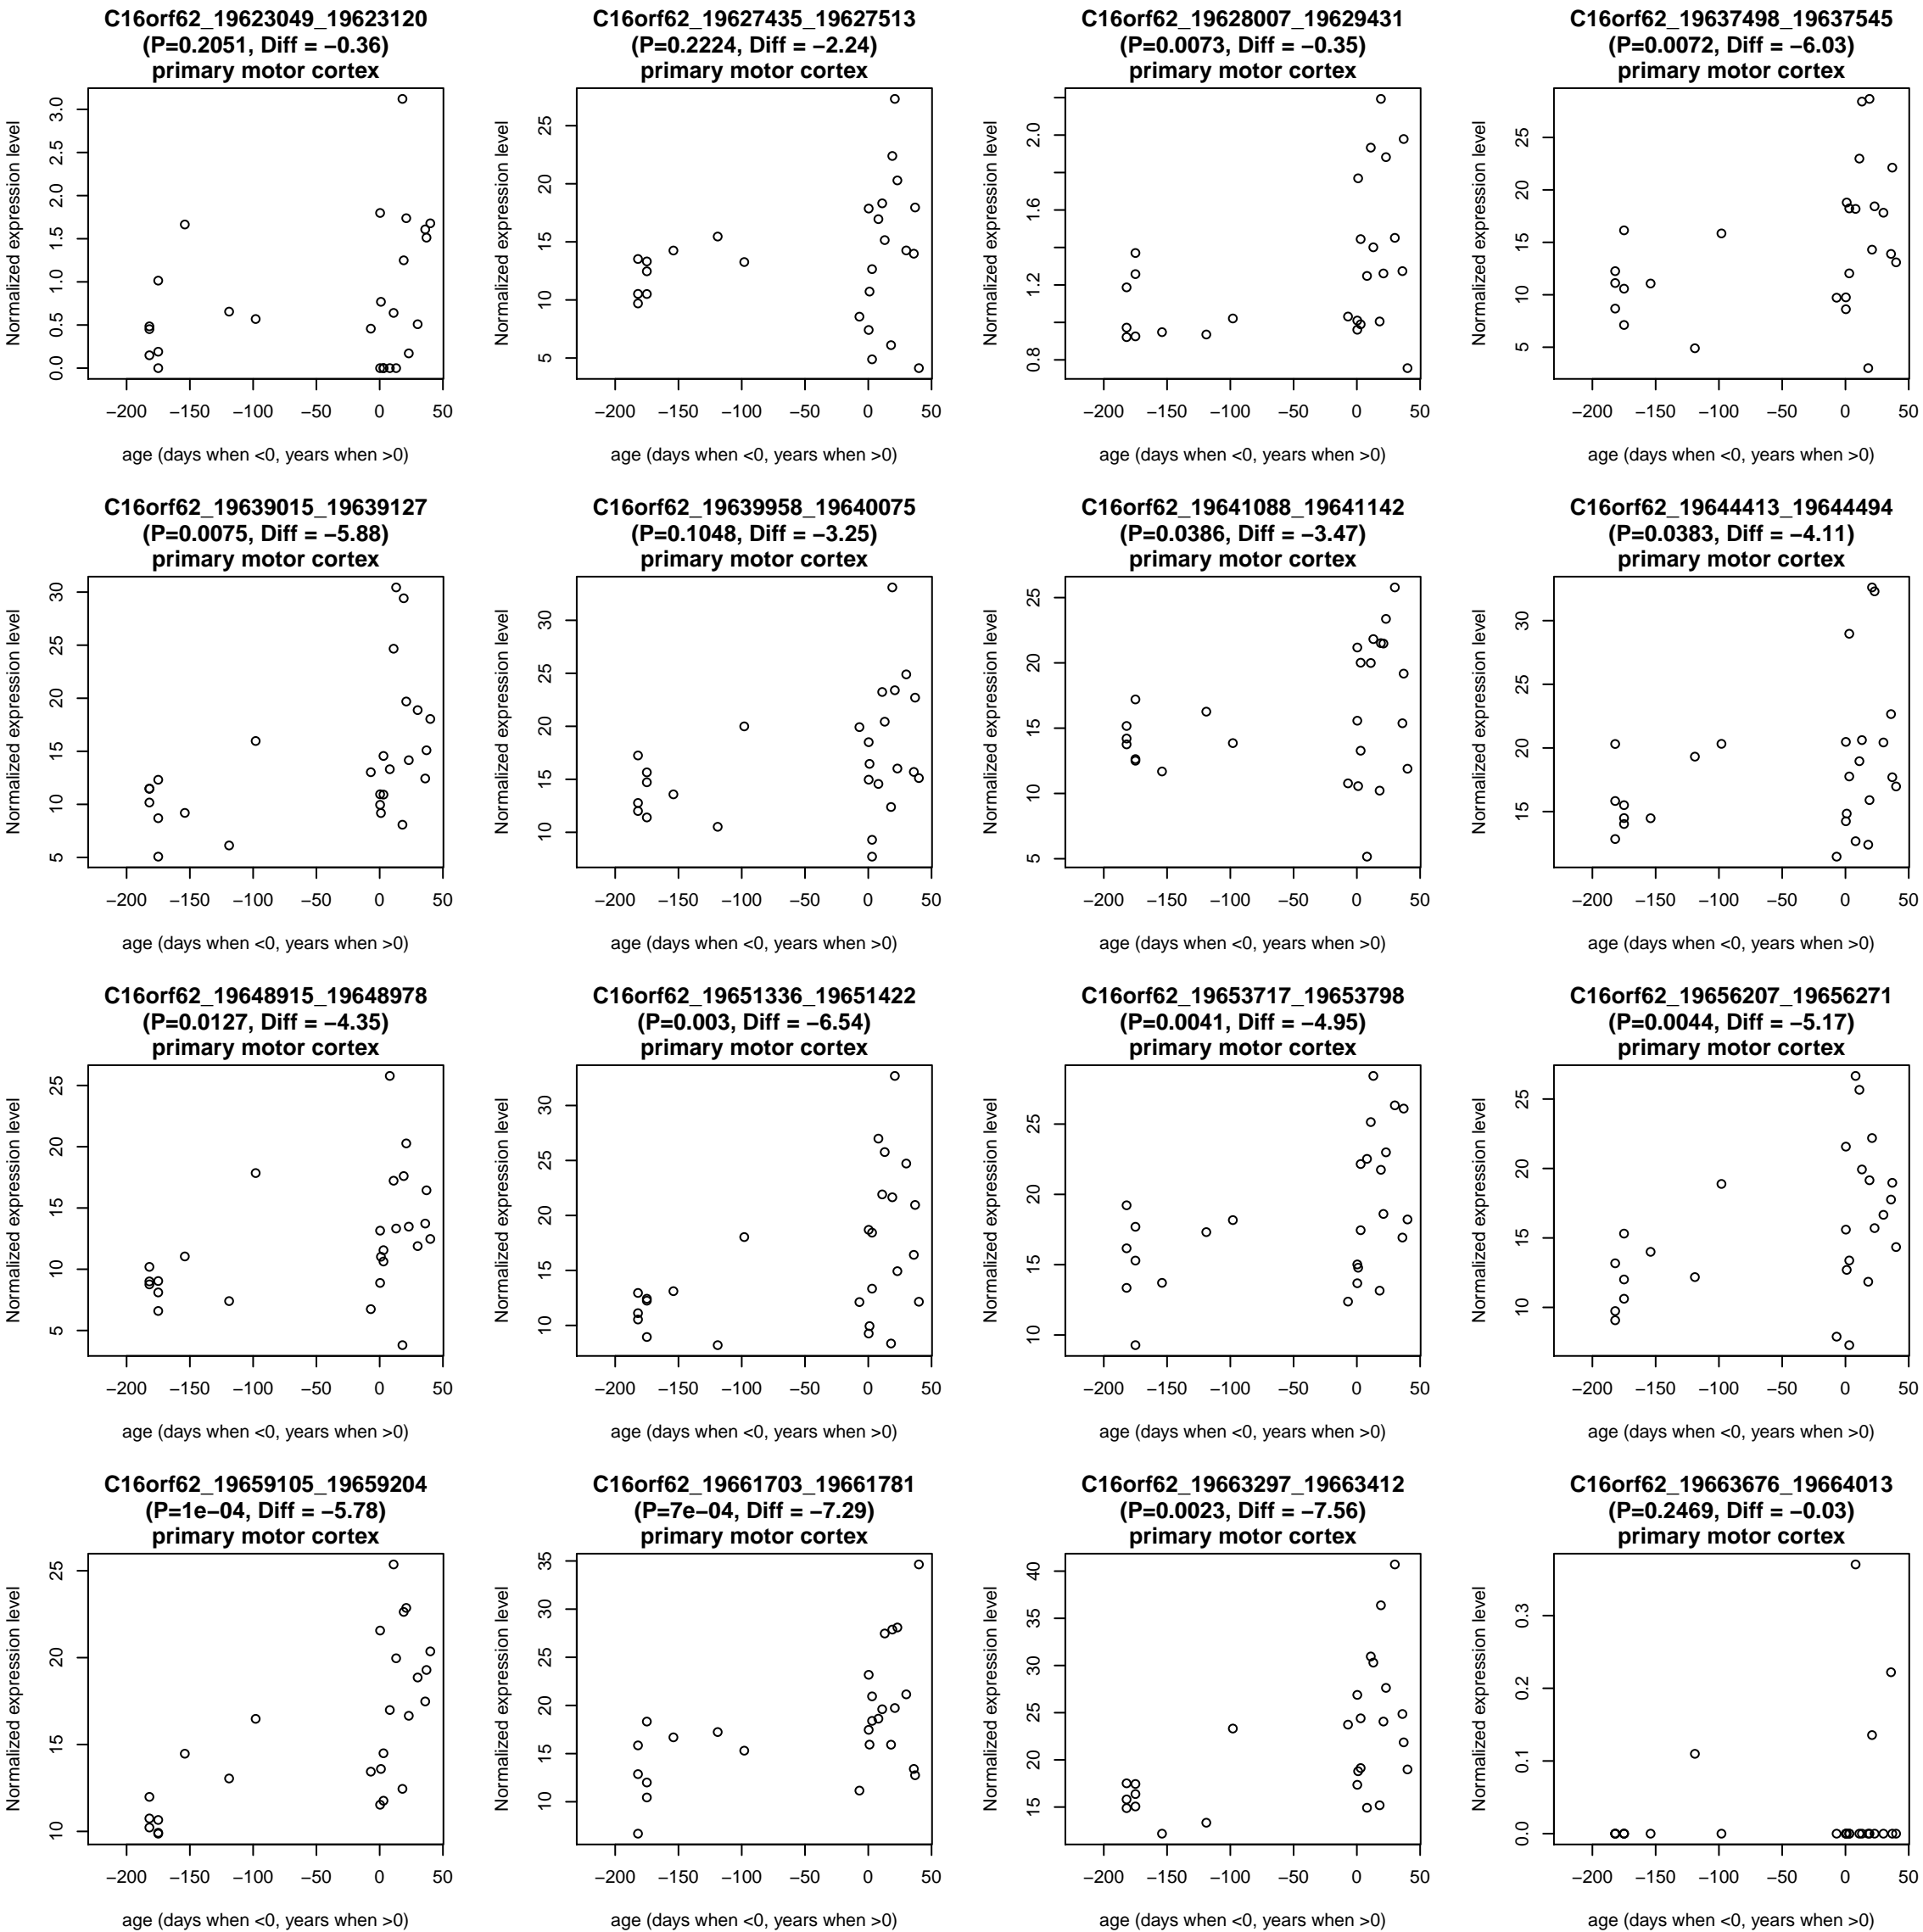 C16orf62_19623049_19623120
(P=0.2051, Diff = −0.36)
primary motor cortex
Normalized expression level
0.0 0.5 1.0 1.5 2.0 2.5 3.0
−200 −150 −100 −50 0 50
age (days when <0, years when >0)
C16orf62_19627435_19627513
(P=0.2224, Diff = −2.24)
primary motor cortex
Normalized expression level
5 10 15 20 25
−200 −150 −100 −50 0 50
age (days when <0, years when >0)
C16orf62_19628007_19629431
(P=0.0073, Diff = −0.35)
primary motor cortex
Normalized expression level
0.8 1.2 1.6 2.0
−200 −150 −100 −50 0 50
age (days when <0, years when >0)
C16orf62_19637498_19637545
(P=0.0072, Diff = −6.03)
primary motor cortex
Normalized expression level
5 10 15 20 25
−200 −150 −100 −50 0 50
age (days when <0, years when >0)
C16orf62_19639015_19639127
(P=0.0075, Diff = −5.88)
primary motor cortex
Normalized expression level
5 10 15 20 25 30
−200 −150 −100 −50 0 50
age (days when <0, years when >0)
C16orf62_19639958_19640075
(P=0.1048, Diff = −3.25)
primary motor cortex
Normalized expression level
10 15 20 25 30
−200 −150 −100 −50 0 50
age (days when <0, years when >0)
C16orf62_19641088_19641142
(P=0.0386, Diff = −3.47)
primary motor cortex
Normalized expression level
5 10 15 20 25
−200 −150 −100 −50 0 50
age (days when <0, years when >0)
C16orf62_19644413_19644494
(P=0.0383, Diff = −4.11)
primary motor cortex
Normalized expression level
15 20 25 30
−200 −150 −100 −50 0 50
age (days when <0, years when >0)
C16orf62_19648915_19648978
(P=0.0127, Diff = −4.35)
primary motor cortex
Normalized expression level
5 10 15 20 25
−200 −150 −100 −50 0 50
age (days when <0, years when >0)
C16orf62_19651336_19651422
(P=0.003, Diff = −6.54)
primary motor cortex
Normalized expression level
10 15 20 25 30
−200 −150 −100 −50 0 50
age (days when <0, years when >0)
C16orf62_19653717_19653798
(P=0.0041, Diff = −4.95)
primary motor cortex
Normalized expression level
10 15 20 25
−200 −150 −100 −50 0 50
age (days when <0, years when >0)
C16orf62_19656207_19656271
(P=0.0044, Diff = −5.17)
primary motor cortex
Normalized expression level
10 15 20 25
−200 −150 −100 −50 0 50
age (days when <0, years when >0)
C16orf62_19659105_19659204
(P=1e−04, Diff = −5.78)
primary motor cortex
Normalized expression level
10 15 20 25
−200 −150 −100 −50 0 50
age (days when <0, years when >0)
C16orf62_19661703_19661781
(P=7e−04, Diff = −7.29)
primary motor cortex
Normalized expression level
10 15 20 25 30 35
−200 −150 −100 −50 0 50
age (days when <0, years when >0)
C16orf62_19663297_19663412
(P=0.0023, Diff = −7.56)
primary motor cortex
Normalized expression level
15 20 25 30 35 40
−200 −150 −100 −50 0 50
age (days when <0, years when >0)
C16orf62_19663676_19664013
(P=0.2469, Diff = −0.03)
primary motor cortex
Normalized expression level
0.0 0.1 0.2 0.3
−200 −150 −100 −50 0 50
age (days when <0, years when >0)